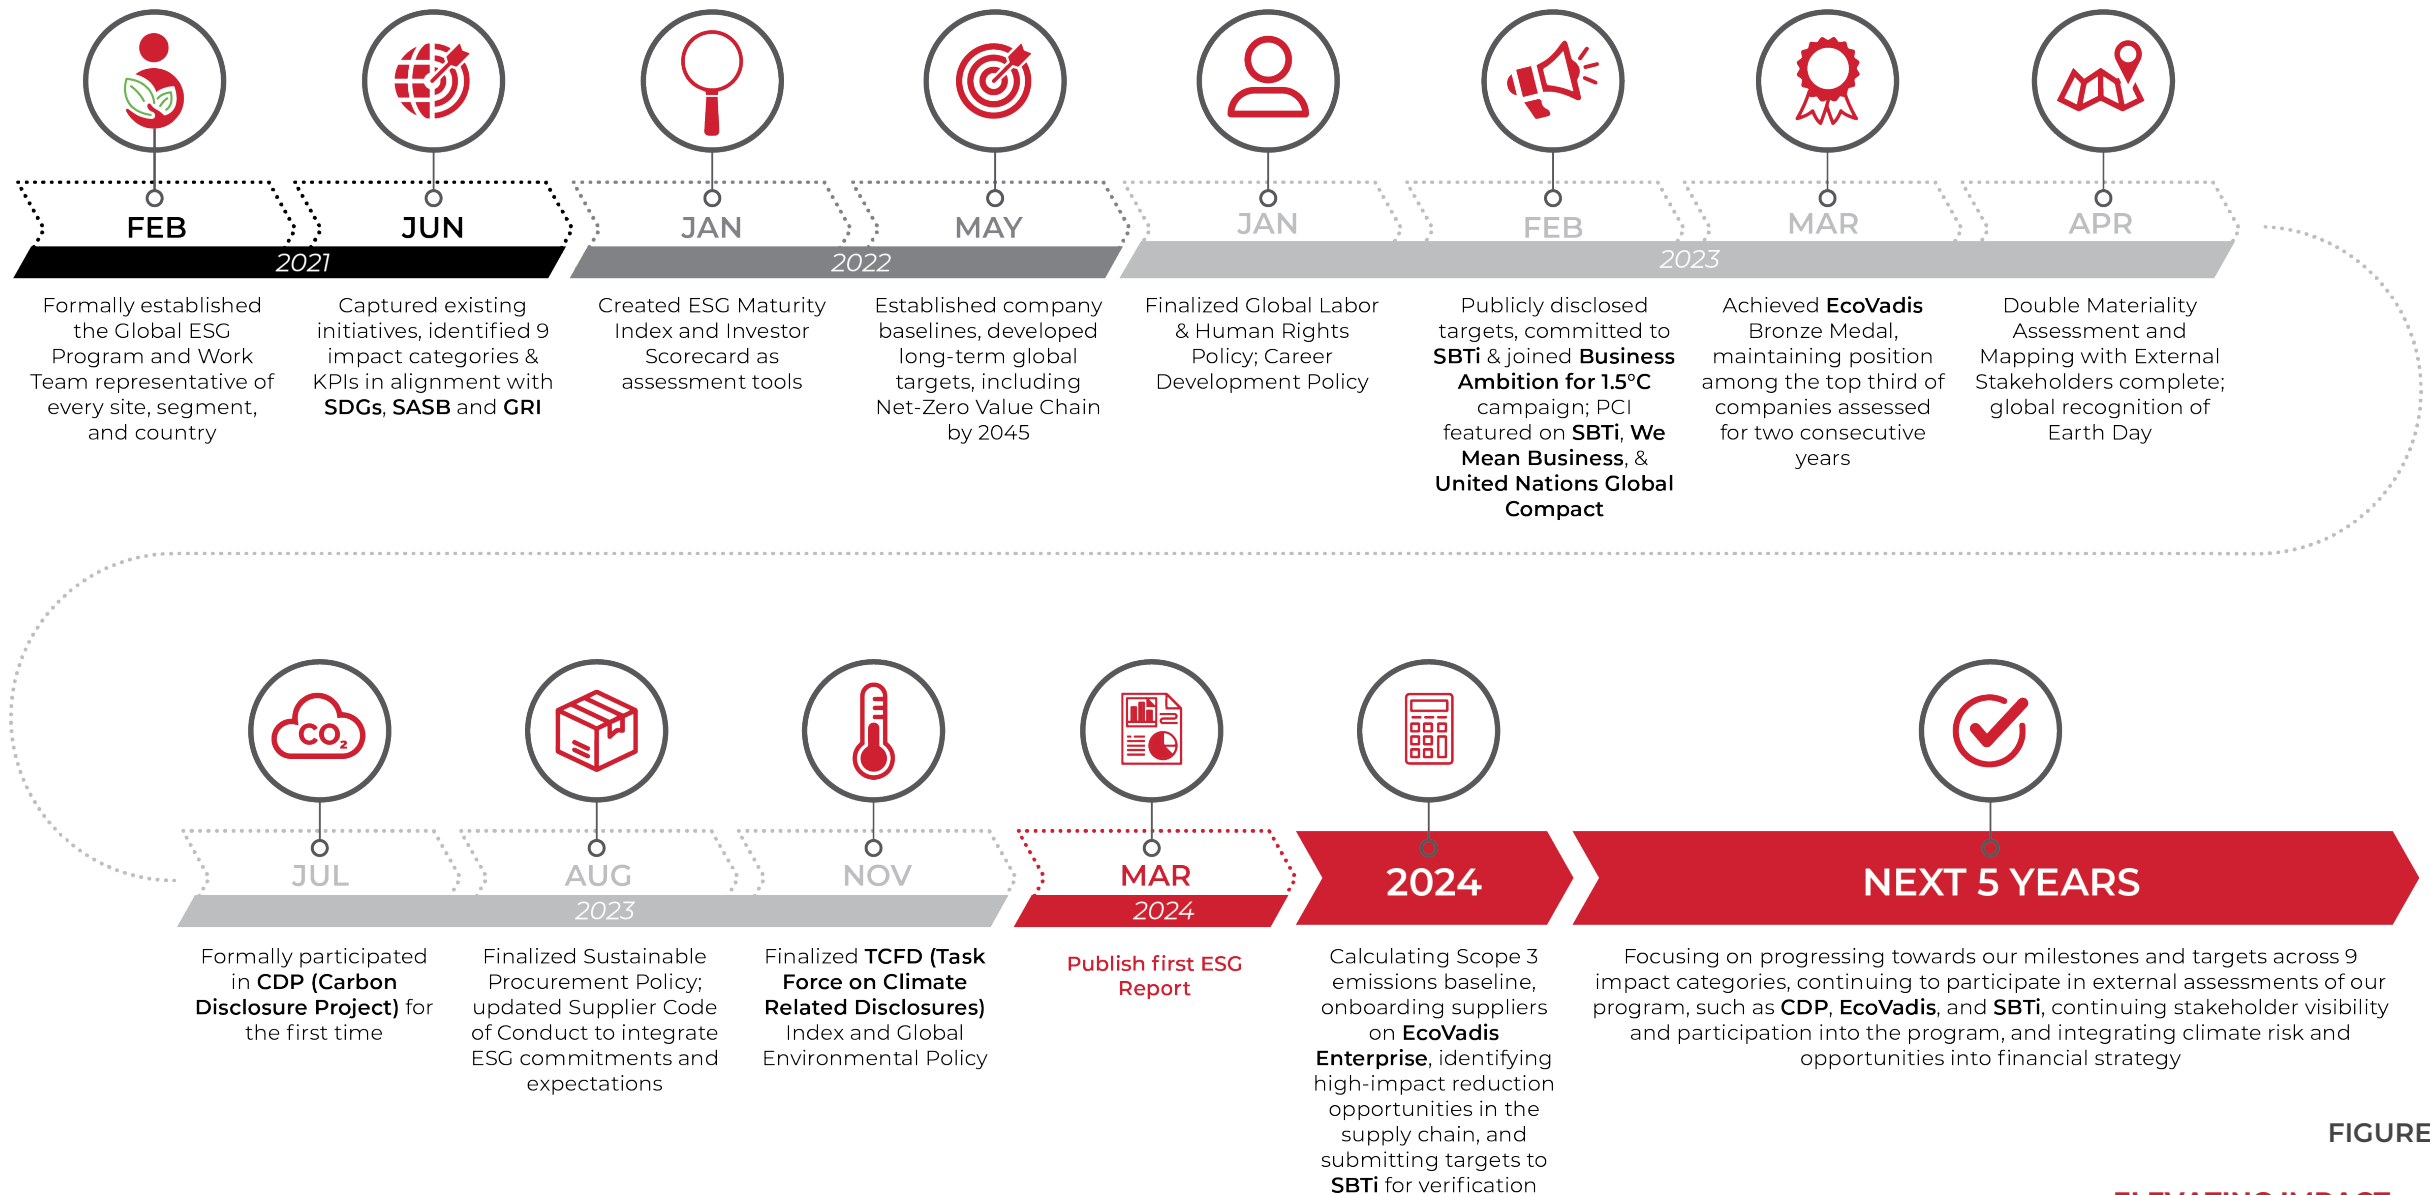 FEB
JUN
JAN
MAY
JAN
FEB
MAR
APR
2021
2022
2023
Formally established
the Global ESG
Program and Work
Team representative of
every site, segment,
and country
Captured existing
initiatives, identified 9
impact categories &
KPIs in alignment with
SDGs, SASB and GRI
Created ESG Maturity
Index and Investor
Scorecard as
assessment tools
Established company
baselines, developed
long-term global
targets, including
Net-Zero Value Chain
by 2045
Finalized Global Labor
& Human Rights
Policy; Career
Development Policy
Publicly disclosed
targets, committed to
SBTi & joined Business
Ambition for 1.5°C
campaign; PCI
featured on SBTi, We
Mean Business, &
United Nations Global
Compact
Achieved EcoVadis
Bronze Medal,
maintaining position
among the top third of
companies assessed
for two consecutive
years
Double Materiality
Assessment and
Mapping with External
Stakeholders complete;
global recognition of
Earth Day
CO₂
JUL
AUG
NOV
MAR
2024
NEXT 5 YEARS
2023
2024
Formally participated
in CDP (Carbon
Disclosure Project) for
the first time
Finalized Sustainable
Procurement Policy;
updated Supplier Code
of Conduct to integrate
ESG commitments and
expectations
Finalized TCFD (Task
Force on Climate
Related Disclosures)
Index and Global
Environmental Policy
Publish first ESG
Report
Calculating Scope 3
emissions baseline,
onboarding suppliers
on EcoVadis
Enterprise, identifying
high-impact reduction
opportunities in the
supply chain, and
submitting targets to
SBTi for verification
Focusing on progressing towards our milestones and targets across 9
impact categories, continuing to participate in external assessments of our
program, such as CDP, EcoVadis, and SBTi, continuing stakeholder visibility
and participation into the program, and integrating climate risk and
opportunities into financial strategy
FIGURE
ELEVATING IMPACT